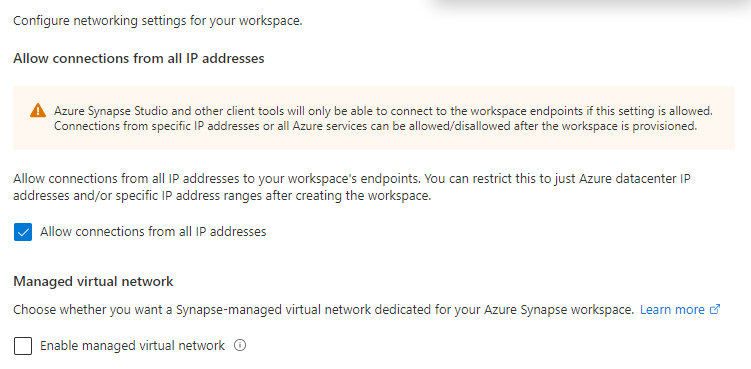 Configure networking settings for your workspace.
Allow connections from all IP addresses
Azure Synapse Studio and other client tools will only be able to connect to the workspace endpoints if this setting is allowed.
Connections from specific IP addresses or all Azure services can be allowed/disallowed after the workspace is provisioned.
Allow connections from all IP addresses to your workspace's endpoints. You can restrict this to just Azure datacenter IP
addresses and/or specific IP address ranges after creating the workspace.
Allow connections from all IP addresses
Managed virtual network
Choose whether you want a Synapse-managed virtual network dedicated for your Azure Synapse workspace. Learn more
Enable managed virtual network